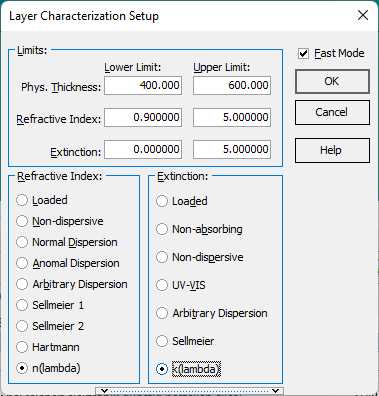 Layer Characterization Setup
Limits:
Lower Limit: Upper Limit:
Phys. Thickness: 400.000 600.000
Refractive Index: 0.900000 5.000000
Extinction: 0.000000 5.000000
Fast Mode
OK
Cancel
Help
Refractive Index:
Loaded
Non-dispersive
Normal Dispersion
Anomal Dispersion
Arbitrary Dispersion
Sellmeier 1
Sellmeier 2
Hartmann
n(lambda)
Extinction:
Loaded
Non-absorbing
Non-dispersive
UV-VIS
Arbitrary Dispersion
Sellmeier
k(lambda)